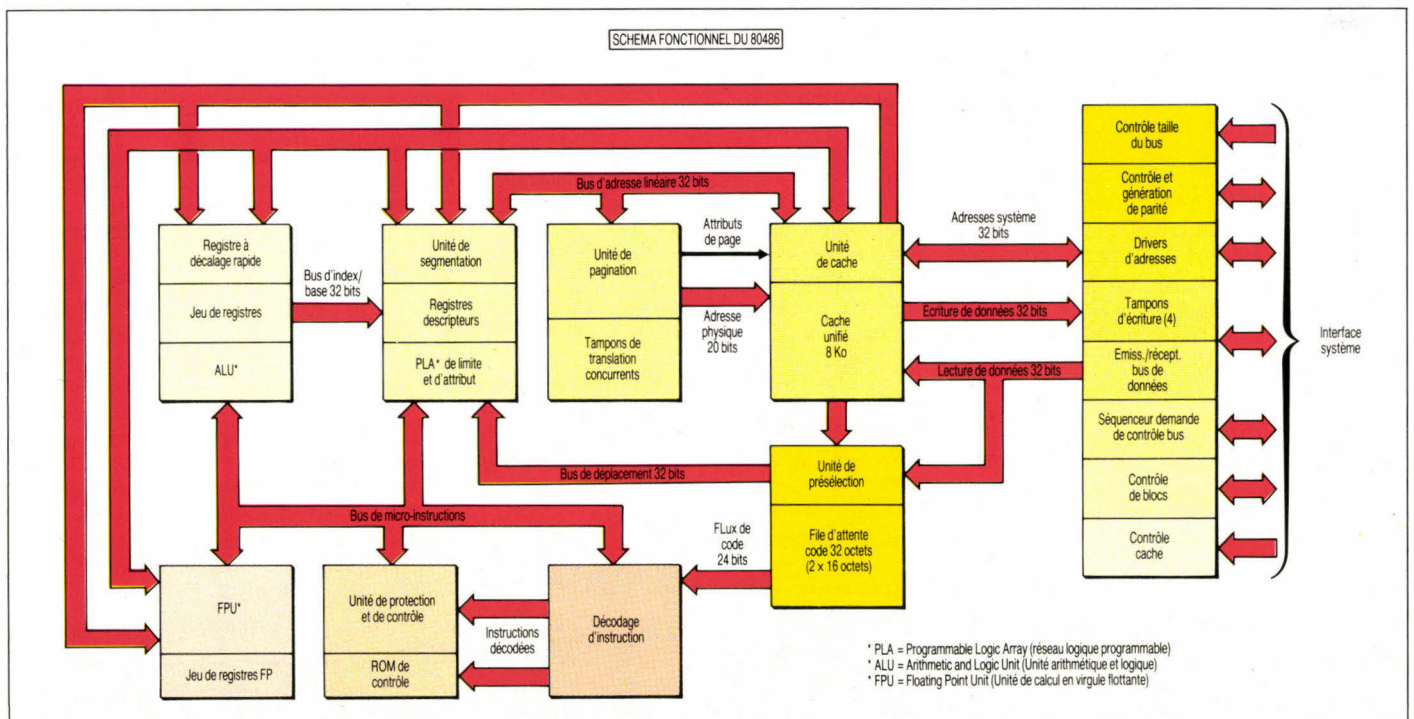 SCHEMA FONCTIONNEL DU 80486
Bus d'adresse linéaire 32 bits
Registre à
décalage rapide
Jeu de registres
ALU*
Bus d'index/
base 32 bits
Unité de
segmentation
Registres
descripteurs
PLA* de limite
et d'attribut
Unité de
pagination
Tampons de
translation
concurrents
Attributs
de page
Adresse
physique
20 bits
Unité
de cache
Cache
unifié
8 Ko
Adresses système
32 bits
Ecriture de données 32 bits
Lecture de données 32 bits
Contrôle taille
du bus
Contrôle et
génération
de parité
Drivers
d'adresses
Tampons
d'écriture (4)
Emiss./récept.
bus de
données
Séquenceur demande
de contrôle bus
Contrôle
de blocs
Contrôle
cache
Interface
système
Bus de déplacement 32 bits
Unité de
présélection
File d'attente
code 32 octets
(2 × 16 octets)
Bus de micro-instructions
FLux de
code
24 bits
FPU*
Jeu de registres FP
Unité de protection
et de contrôle
ROM de
contrôle
Instructions
décodées
Décodage
d'instruction
* PLA = Programmable Logic Array (réseau logique programmable)
* ALU = Arithmetic and Logic Unit (Unité arithmétique et logique)
* FPU = Floating Point Unit (Unité de calcul en virgule flottante)